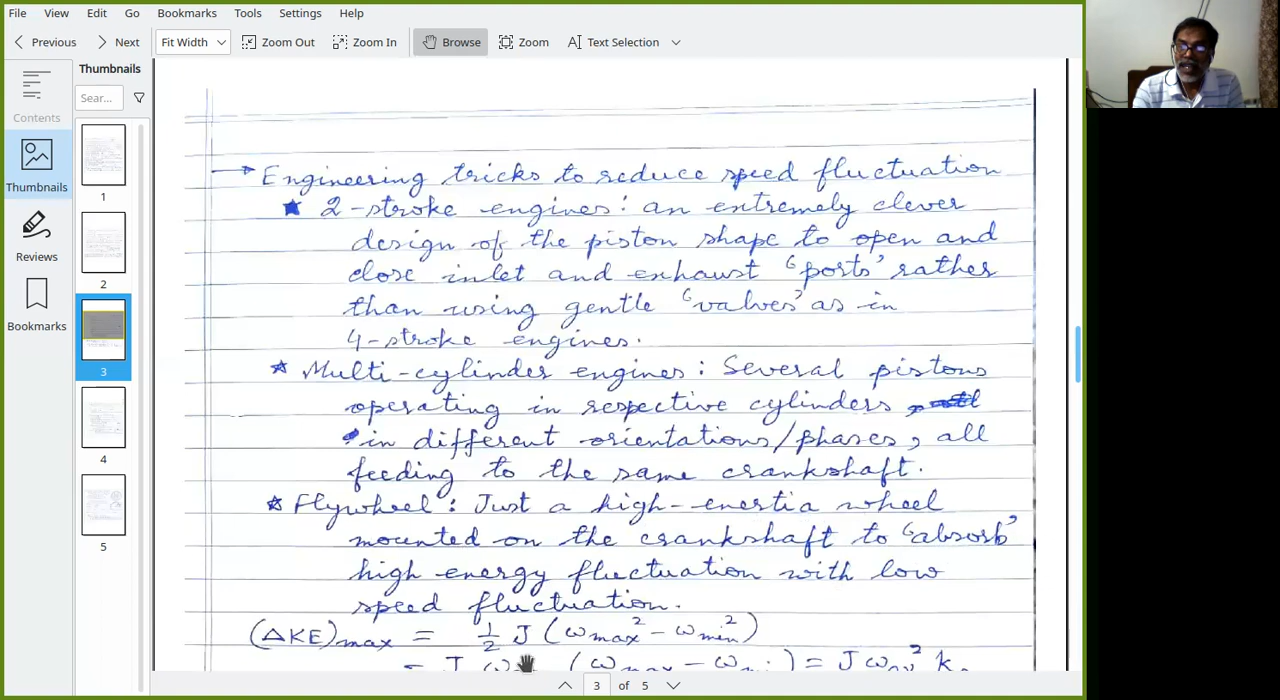 File View Edit Go Bookmarks Tools Settings Help
Previous Next Fit Width Zoom Out Zoom In Browse Zoom Text Selection
Contents
Thumbnails
Reviews
Bookmarks
Thumbnails
Sear...
1
2
3
4
5
→ Engineering tricks to reduce speed fluctuation
★ 2-stroke engines: an extremely clever
design of the piston shape to open and
close inlet and exhaust 'ports' rather
than using gentle 'valves' as in
4-stroke engines.
★ Multi-cylinder engines: Several pistons
operating in respective cylinders
in different orientations/phases, all
feeding to the same crankshaft.
★ Flywheel: Just a high-enertia wheel
mounted on the crankshaft to 'absorb'
high energy fluctuation with low
speed fluctuation.
(ΔKE)max = 1/2 J (ωmax² - ωmin²)
3 of 5